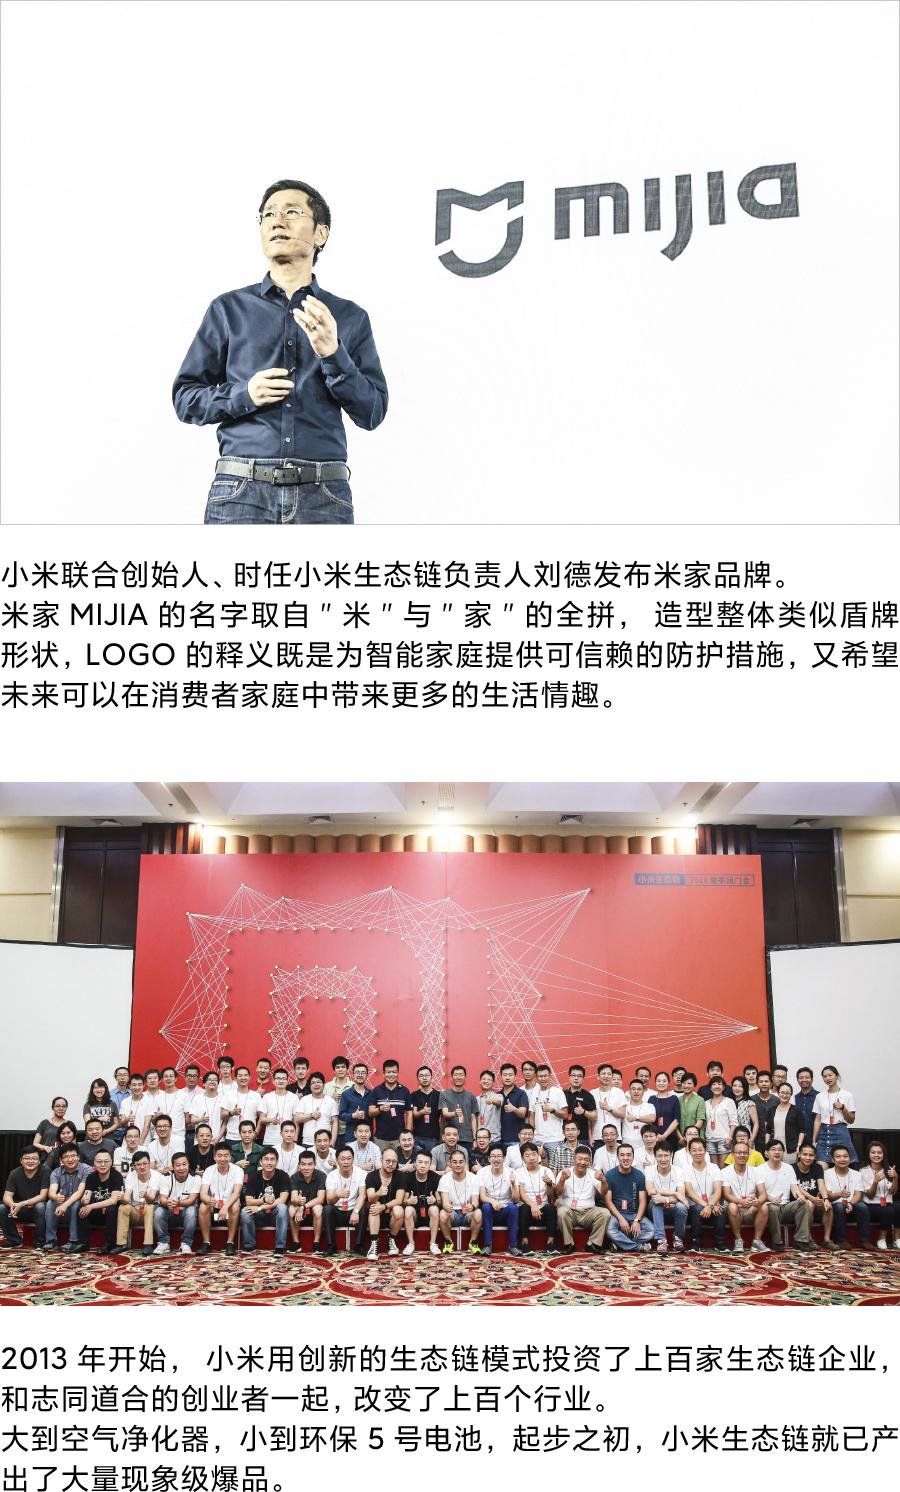 mijia
小米联合创始人、时任小米生态链负责人刘德发布米家品牌。
米家 MIJIA 的名字取自 " 米 " 与 " 家 " 的全拼， 造型整体类似盾牌
形状，LOGO 的释义既是为智能家庭提供可信赖的防护措施，又希望
未来可以在消费者家庭中带来更多的生活情趣。
小米生态链 2016 夏季闭门会
2013 年开始， 小米用创新的生态链模式投资了上百家生态链企业，
和志同道合的创业者一起，改变了上百个行业。
大到空气净化器，小到环保 5 号电池，起步之初，小米生态链就已产
出了大量现象级爆品。